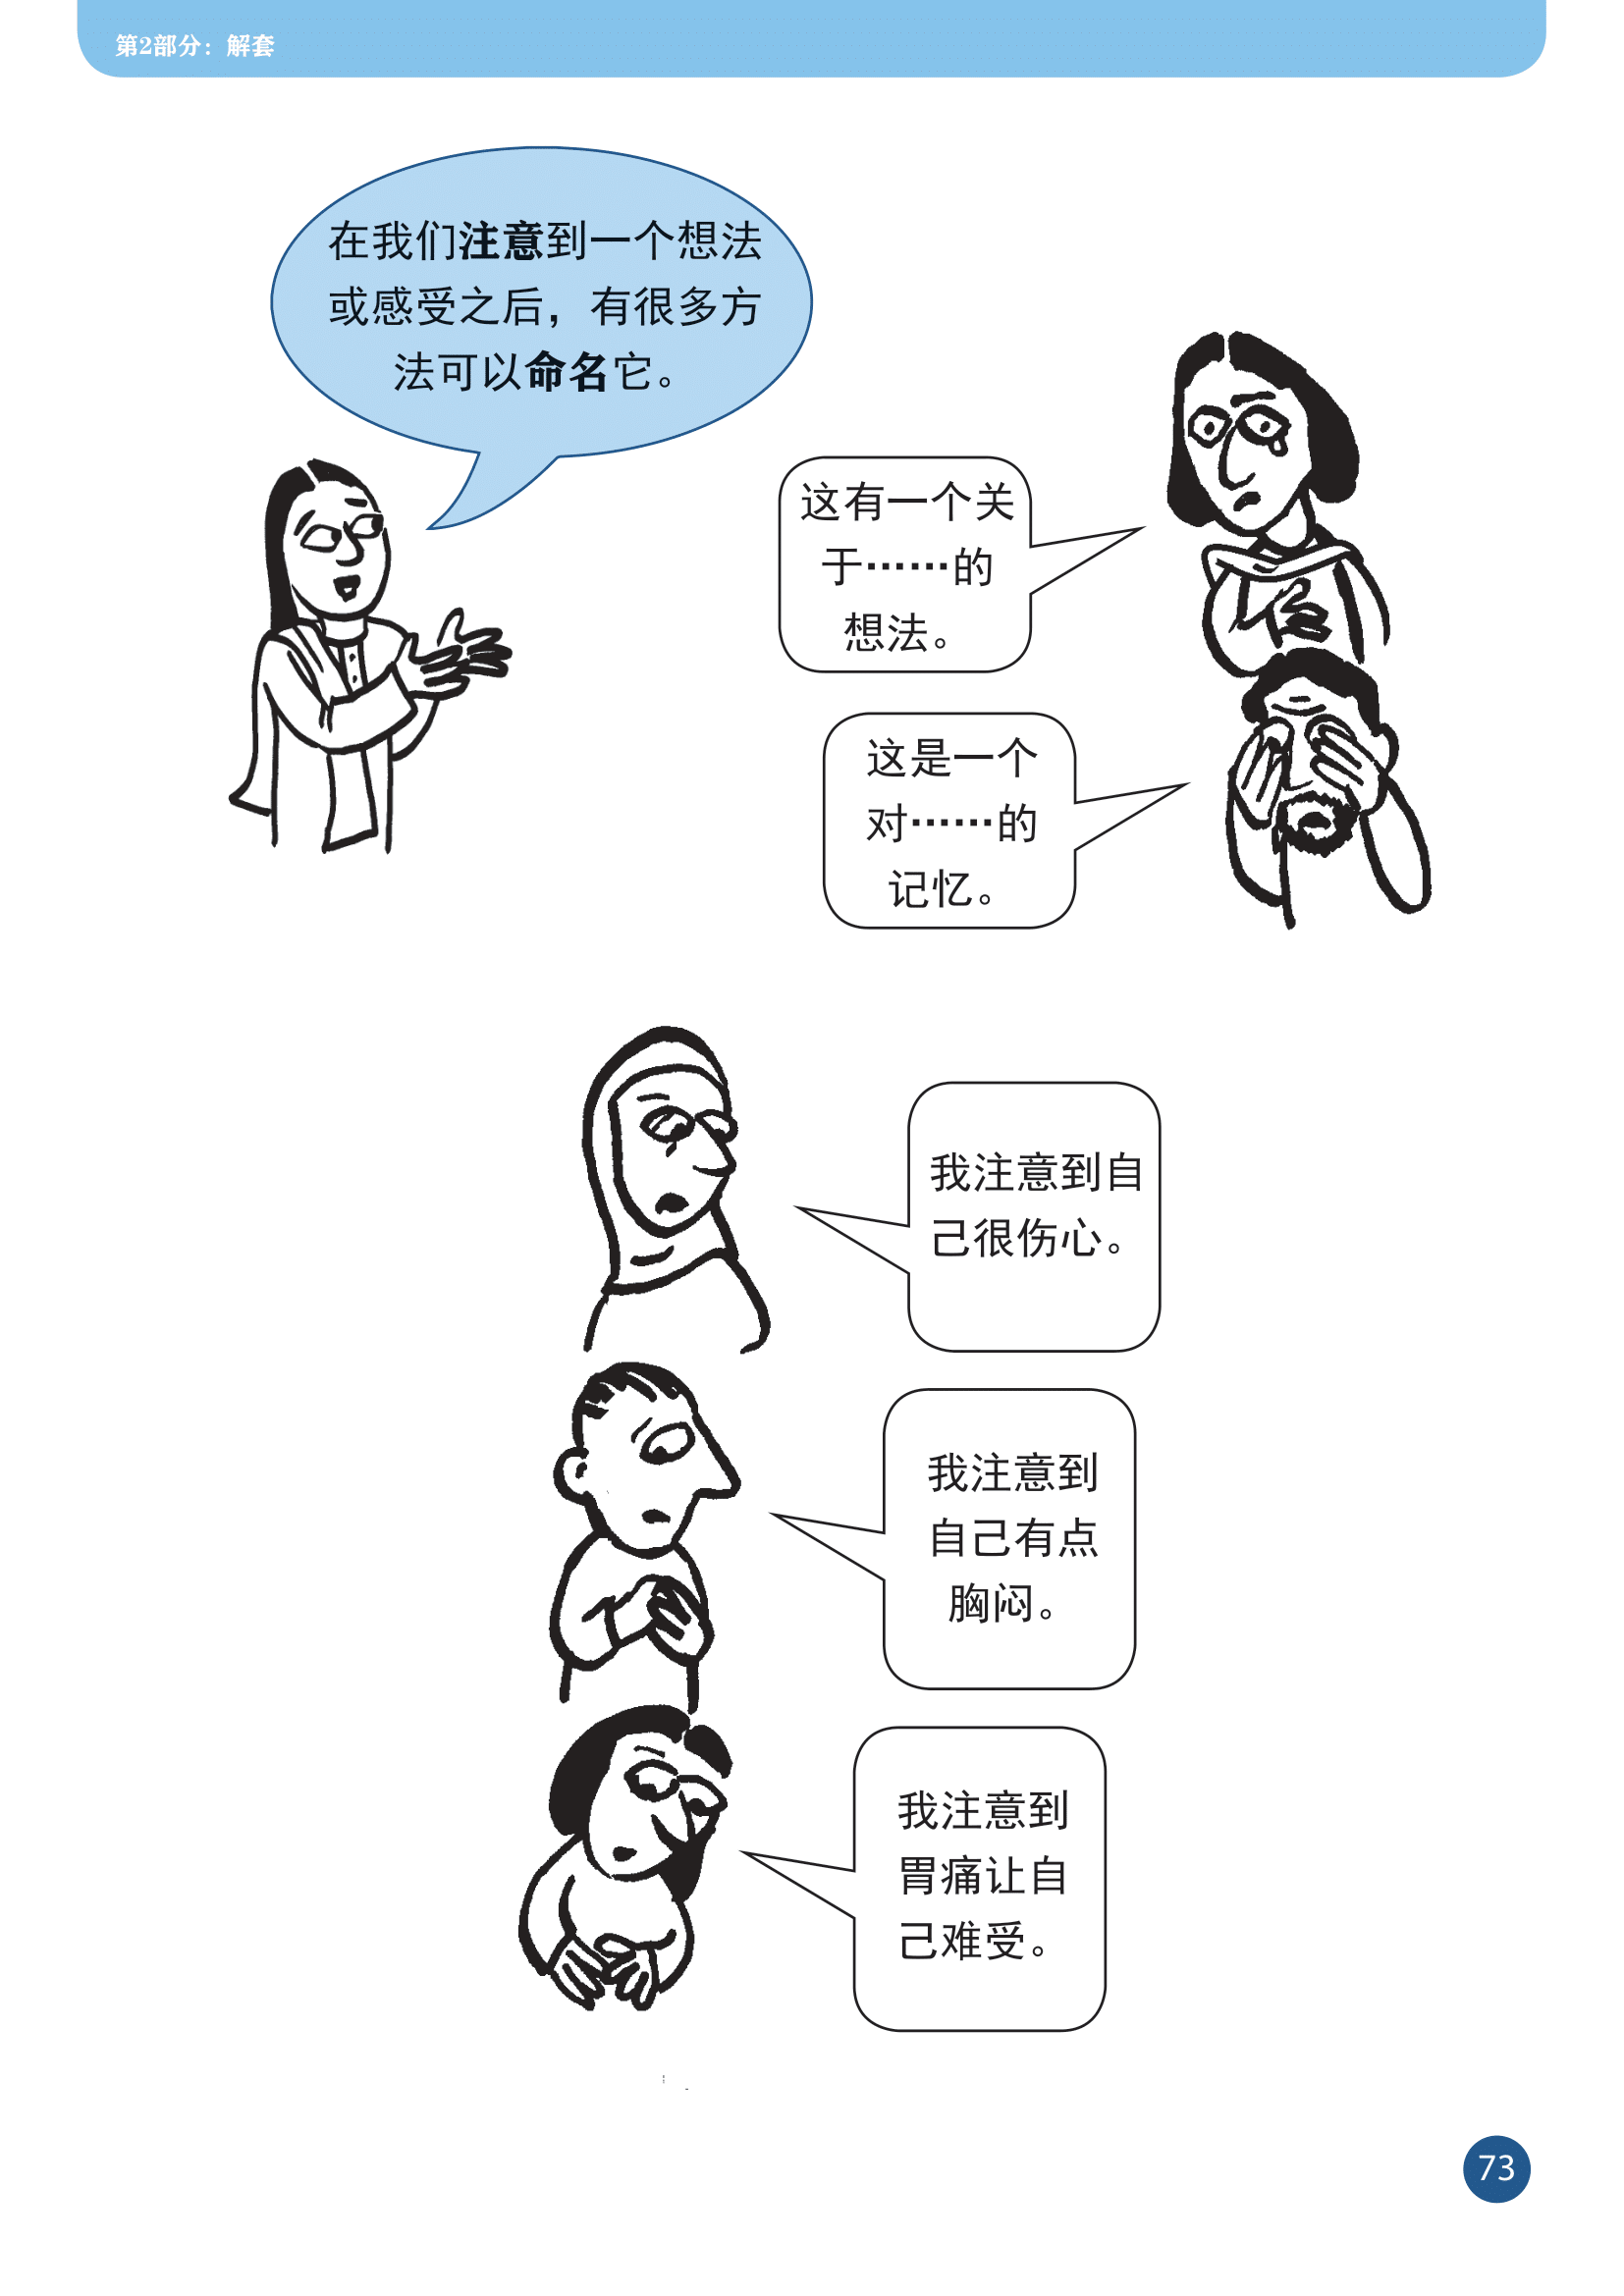 第2部分：解套
在我们注意到一个想法
或感受之后，有很多方
法可以命名它。
这有一个关
于……的
想法。
这是一个
对……的
记忆。
我注意到自
己很伤心。
我注意到
自己有点
胸闷。
我注意到
胃痛让自
己难受。
73